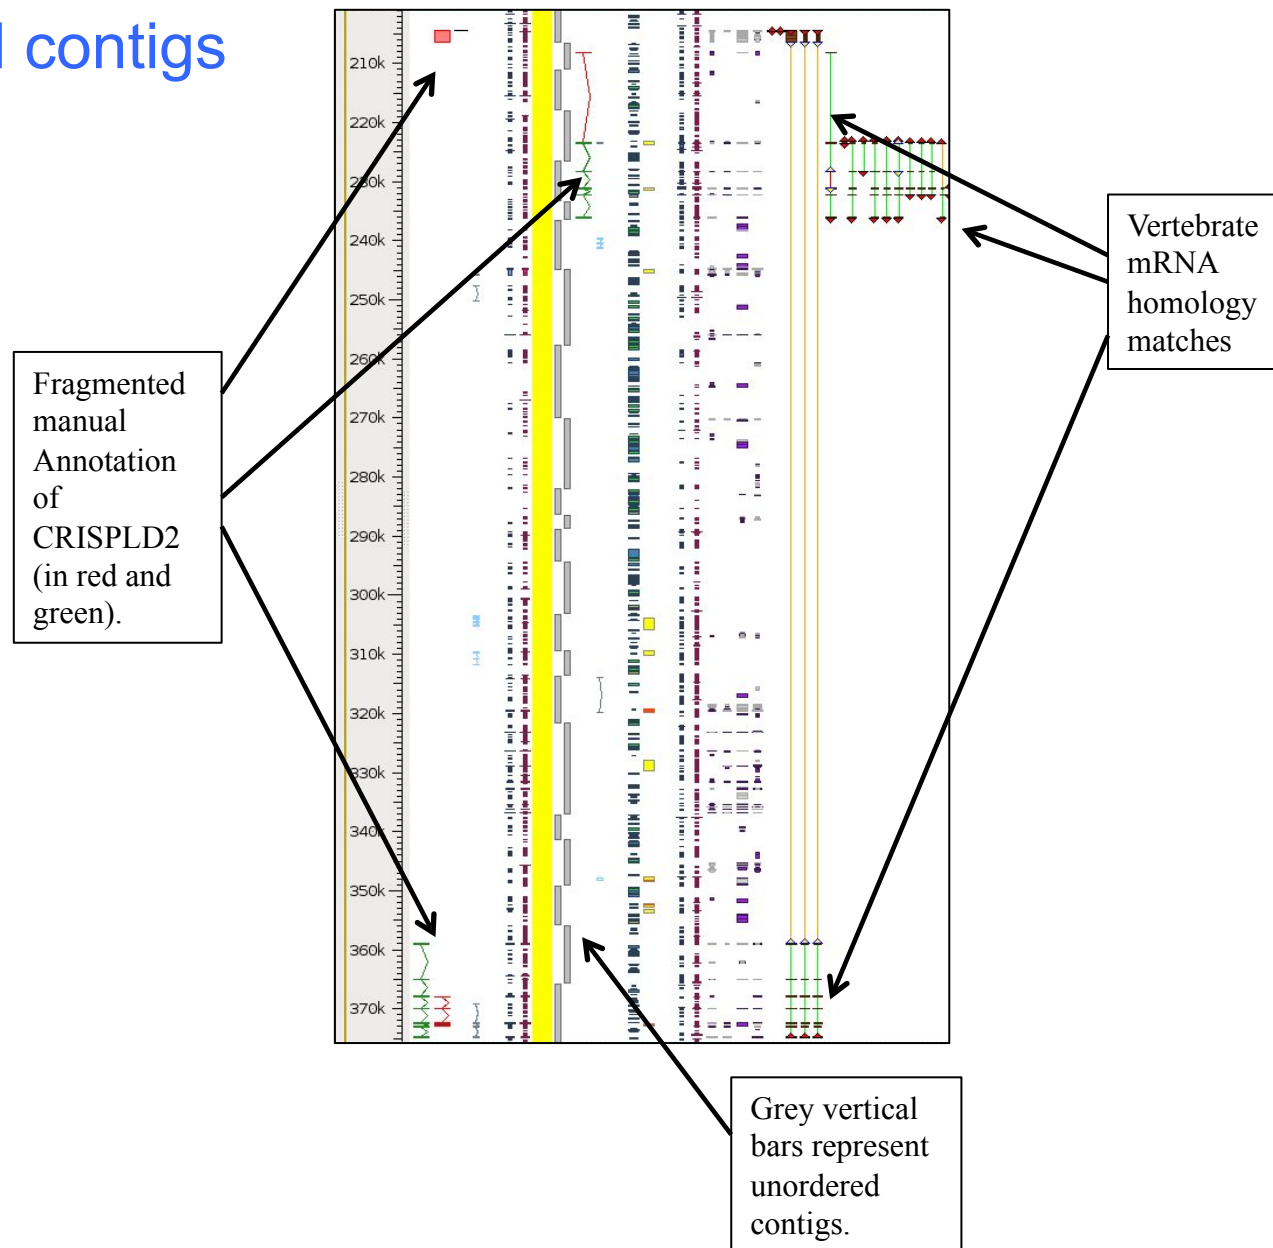 contigs
210k
220k
230k
240k
250k
260k
270k
280k
290k
300k
310k
320k
330k
340k
350k
360k
370k
Fragmented
manual
Annotation
of
CRISPLD2
(in red and
green).
Vertebrate
mRNA
homology
matches
Grey vertical
bars represent
unordered
contigs.